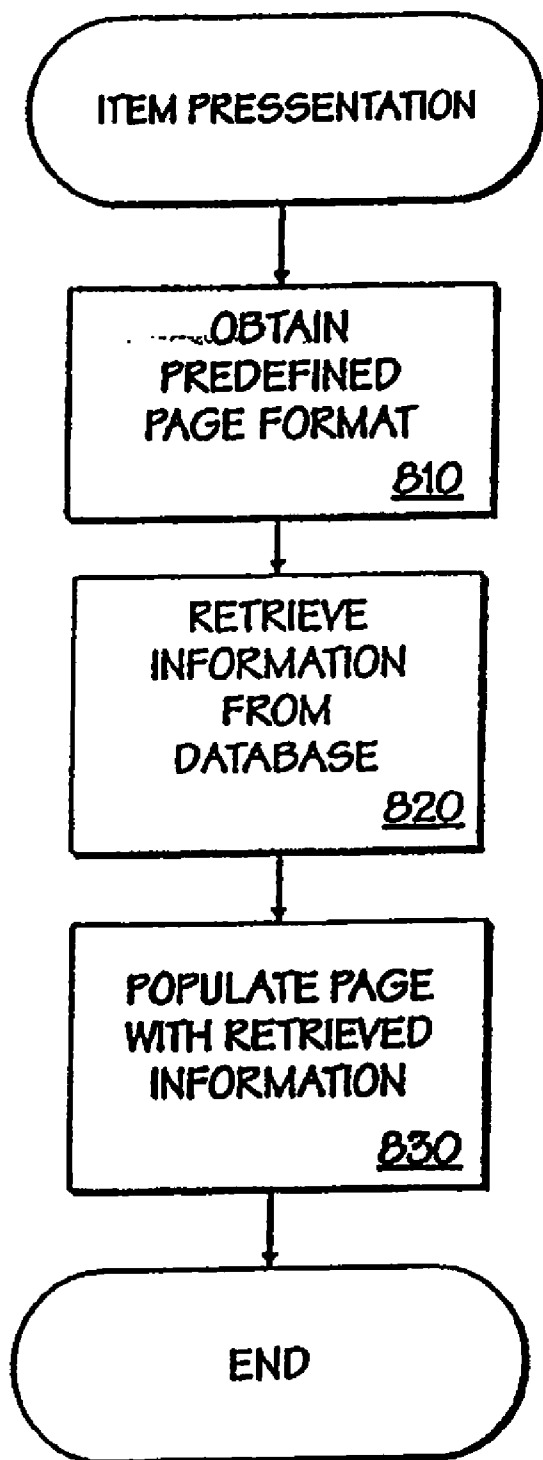 ITEM PRESSENTATION
OBTAIN
PREDEFINED
PAGE FORMAT
810
RETRIEVE
INFORMATION
FROM
DATABASE
820
POPULATE PAGE
WITH RETRIEVED
INFORMATION
830
END